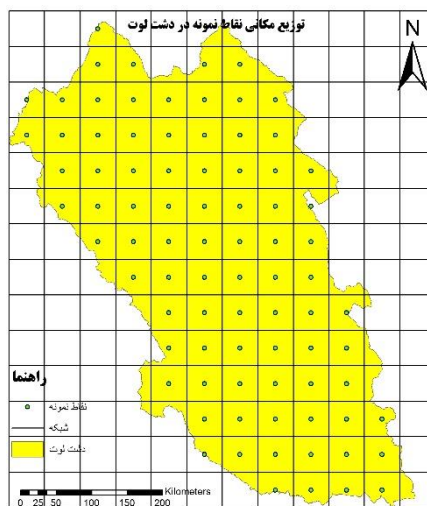 توزیع مکانی نقاط نمونه در دشت لوت
N
راهنما
نقاط نمونه
شبکه
دشت لوت
Kilometers
0 25 50 100 150 200